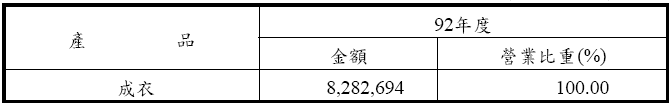 產 品 92年度
金額 營業比重(%)
成衣 8,282,694 100.00